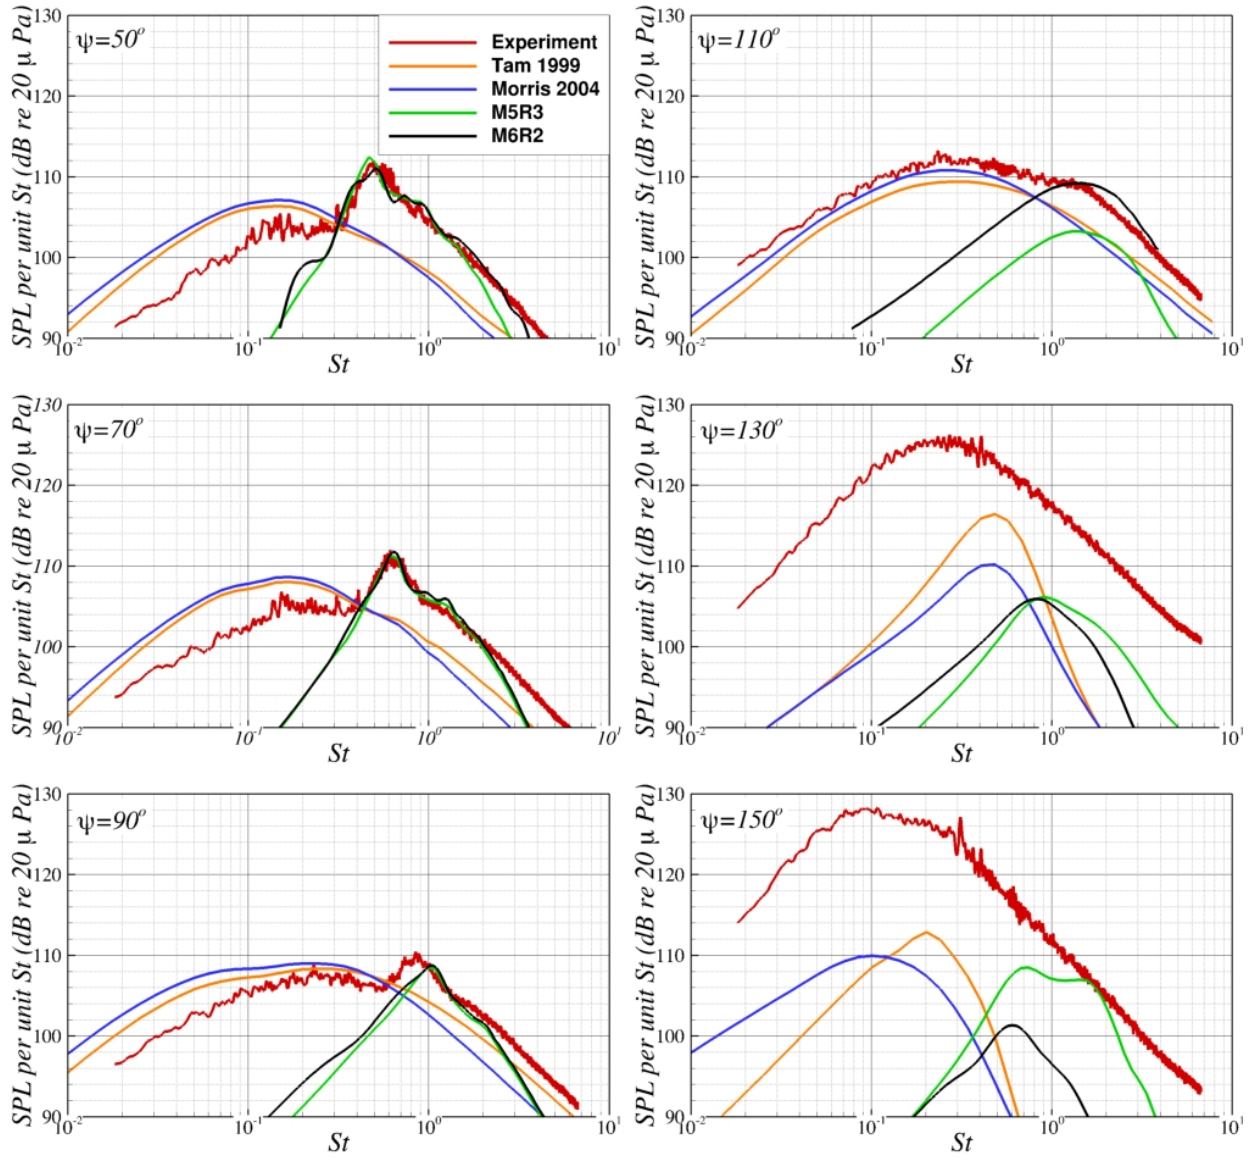 SPL per unit St (dB re 20 μ Pa)
130
120
110
100
90
ψ=50°
Experiment
Tam 1999
Morris 2004
M5R3
M6R2
10⁻² 10⁻¹ 10⁰ 10¹
St
SPL per unit St (dB re 20 μ Pa)
130
120
110
100
90
ψ=110°
10⁻² 10⁻¹ 10⁰ 10¹
St
SPL per unit St (dB re 20 μ Pa)
130
120
110
100
90
ψ=70°
10⁻² 10⁻¹ 10⁰ 10¹
St
SPL per unit St (dB re 20 μ Pa)
130
120
110
100
90
ψ=130°
10⁻² 10⁻¹ 10⁰ 10¹
St
SPL per unit St (dB re 20 μ Pa)
130
120
110
100
90
ψ=90°
10⁻² 10⁻¹ 10⁰ 10¹
St
SPL per unit St (dB re 20 μ Pa)
130
120
110
100
90
ψ=150°
10⁻² 10⁻¹ 10⁰ 10¹
St